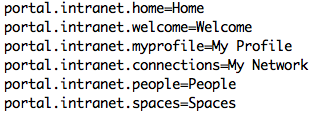 portal.intranet.home=Home
portal.intranet.welcome=Welcome
portal.intranet.myprofile=My Profile
portal.intranet.connections=My Network
portal.intranet.people=People
portal.intranet.spaces=Spaces